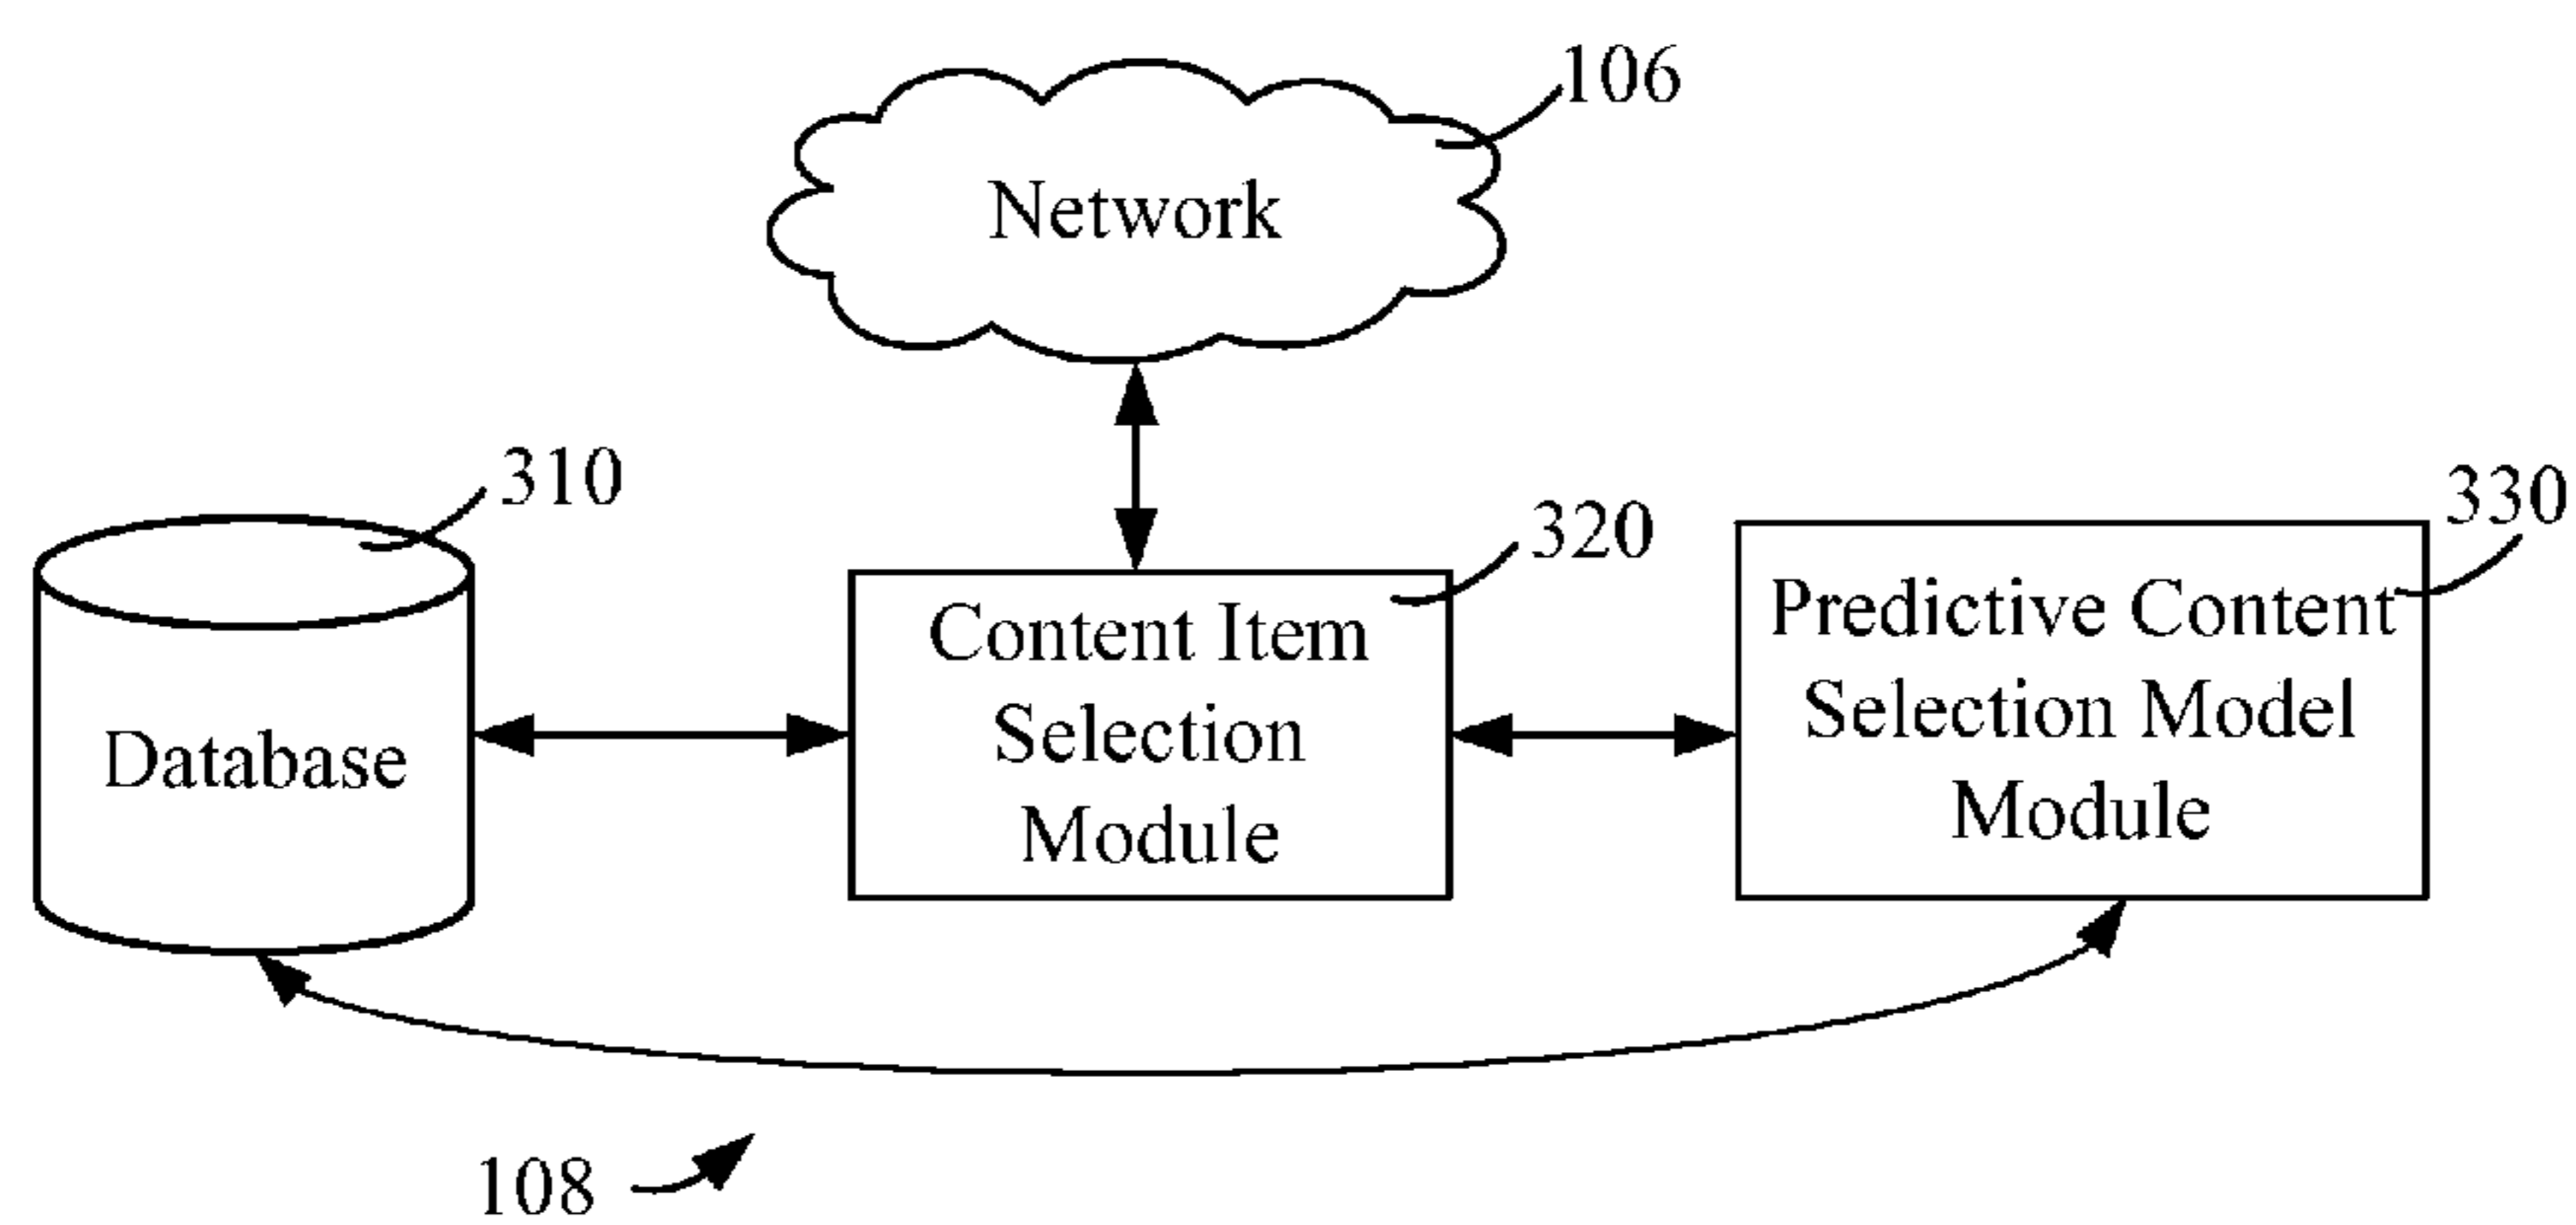 106
Network
310
320
330
Database
Content Item
Selection
Module
Predictive Content
Selection Model
Module
108